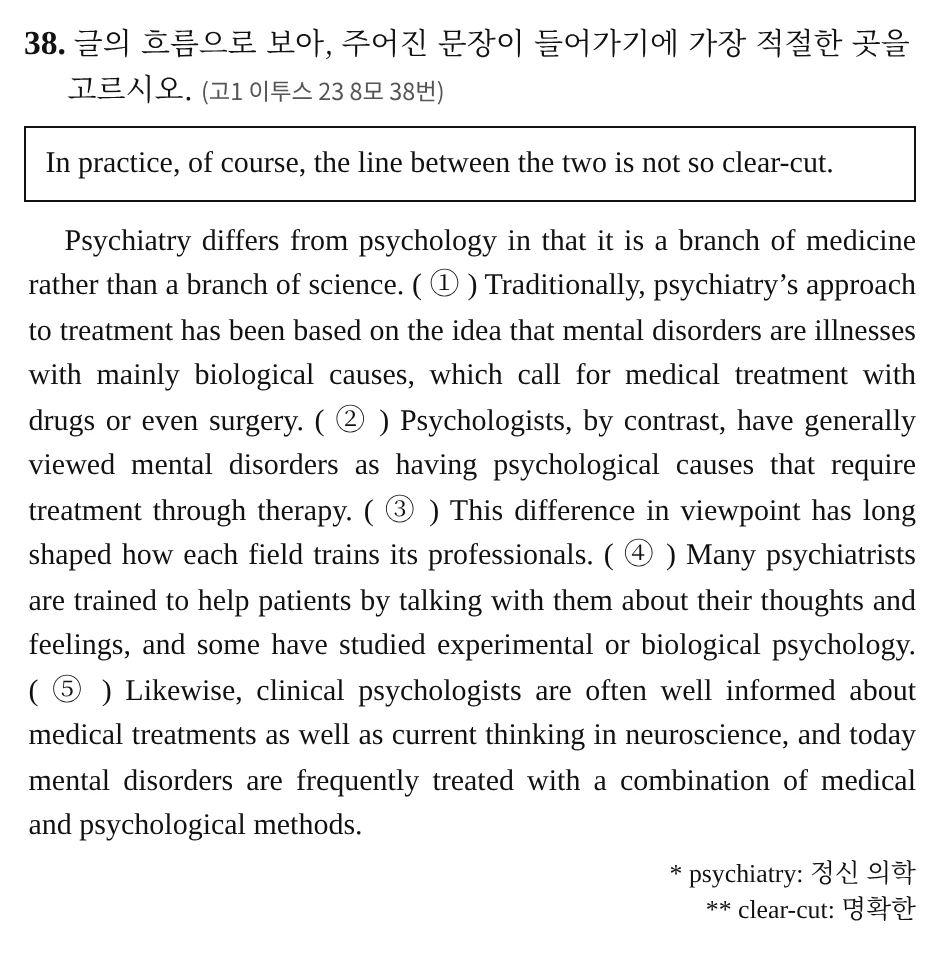 38. 글의 흐름으로 보아, 주어진 문장이 들어가기에 가장 적절한 곳을
고르시오. (고1 이투스 23 8모 38번)
In practice, of course, the line between the two is not so clear-cut.
Psychiatry differs from psychology in that it is a branch of medicine
rather than a branch of science. ( ① ) Traditionally, psychiatry’s approach
to treatment has been based on the idea that mental disorders are illnesses
with mainly biological causes, which call for medical treatment with
drugs or even surgery. ( ② ) Psychologists, by contrast, have generally
viewed mental disorders as having psychological causes that require
treatment through therapy. ( ③ ) This difference in viewpoint has long
shaped how each field trains its professionals. ( ④ ) Many psychiatrists
are trained to help patients by talking with them about their thoughts and
feelings, and some have studied experimental or biological psychology.
( ⑤ ) Likewise, clinical psychologists are often well informed about
medical treatments as well as current thinking in neuroscience, and today
mental disorders are frequently treated with a combination of medical
and psychological methods.
* psychiatry: 정신 의학
** clear-cut: 명확한